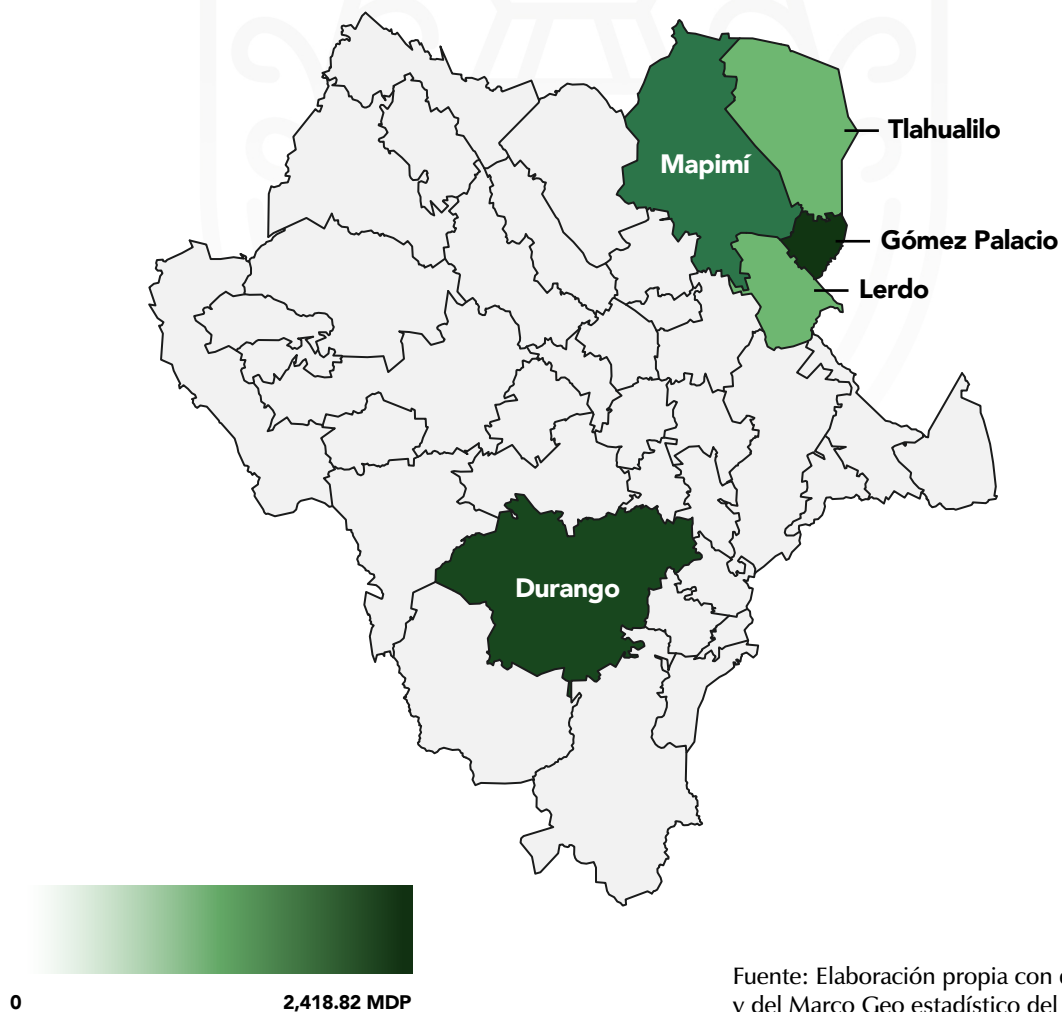 Tlahualilo
Mapimí
Gómez Palacio
Lerdo
Durango
0
2,418.82 MDP
Fuente: Elaboración propia con
y del Marco Geo estadístico del